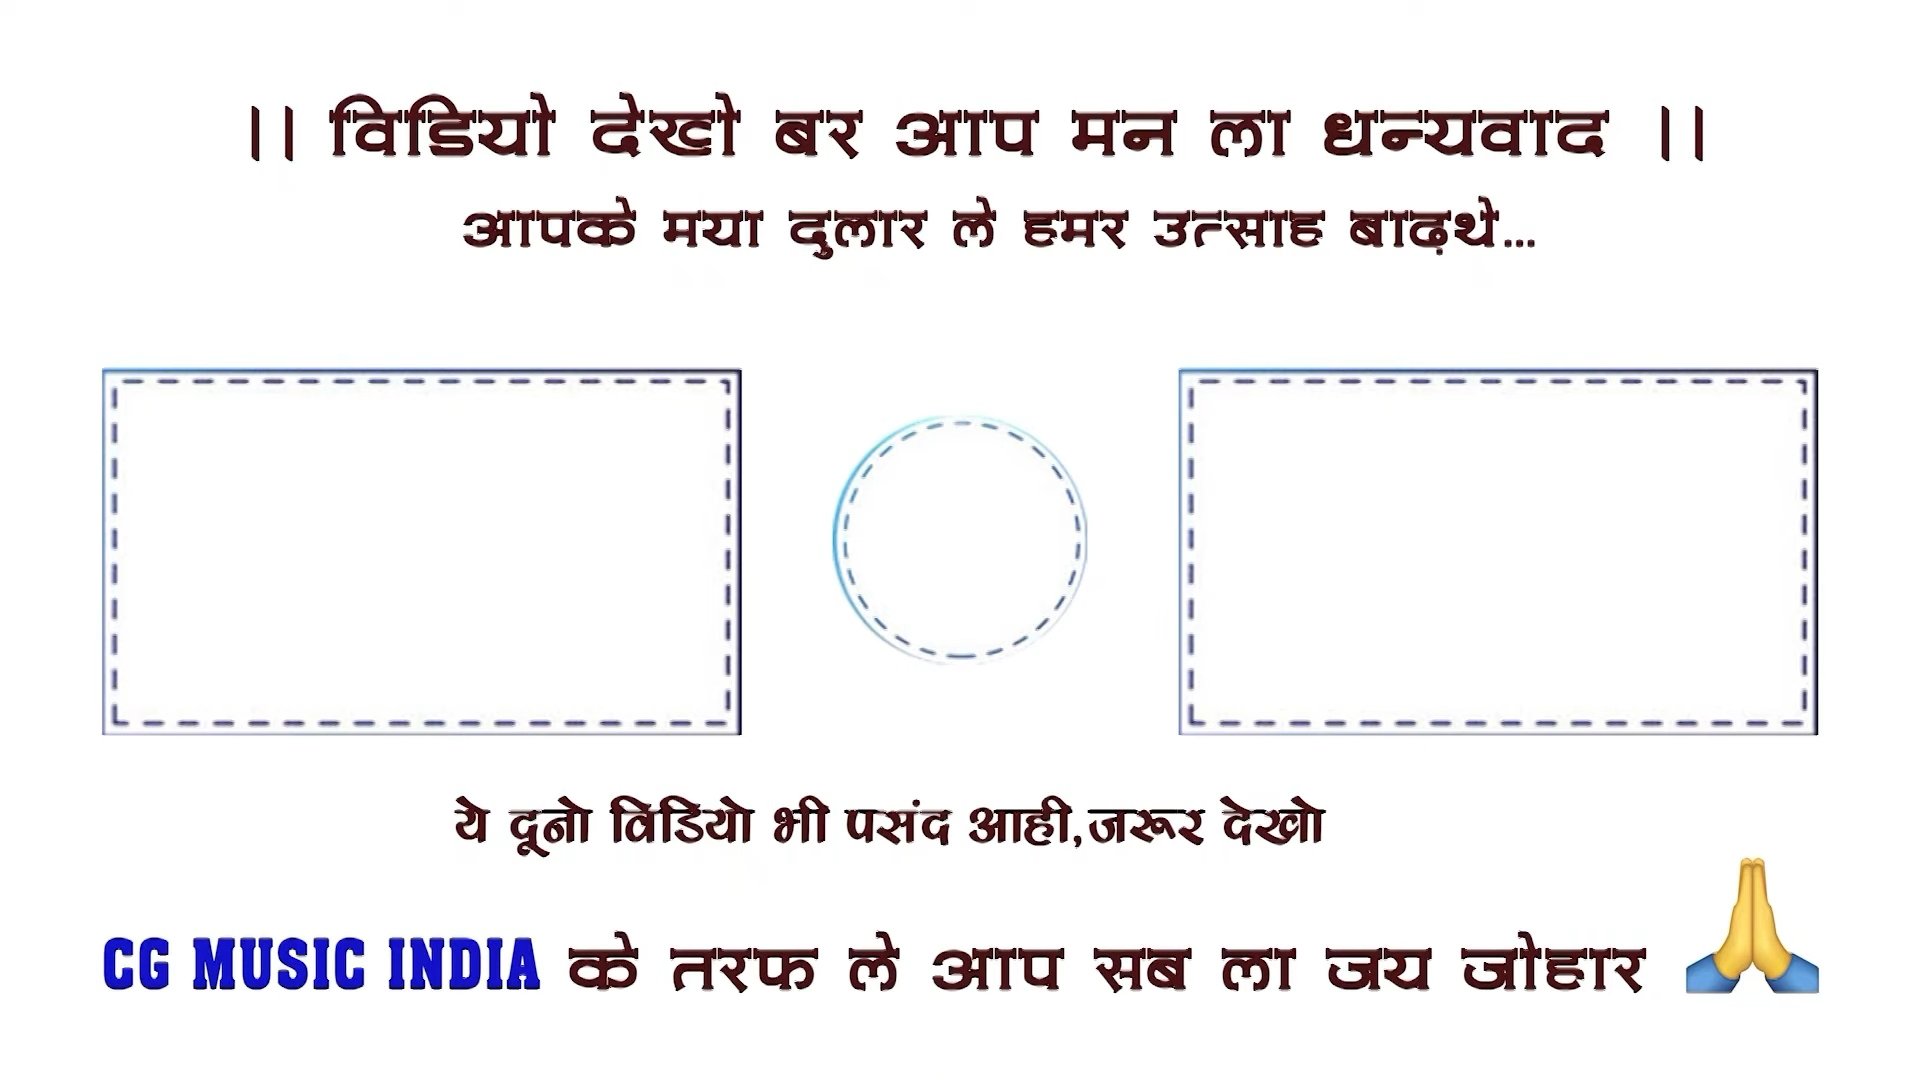 ।। विडियो देखो बर आप मन ला धन्यवाद ।।
आपके मया दुलार ले हमर उत्साह बाढ़थे...
ये दूनो विडियो भी पसंद आही,जरूर देखो
CG MUSIC INDIA के तरफ ले आप सब ला जय जोहार